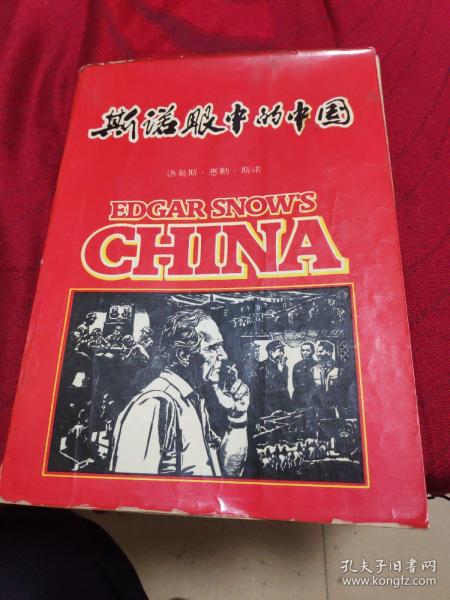 斯诺眼中的中国
洛易斯·惠勒·斯诺
EDGAR SNOW'S
CHINA
孔夫子旧书网
www.kongfz.com